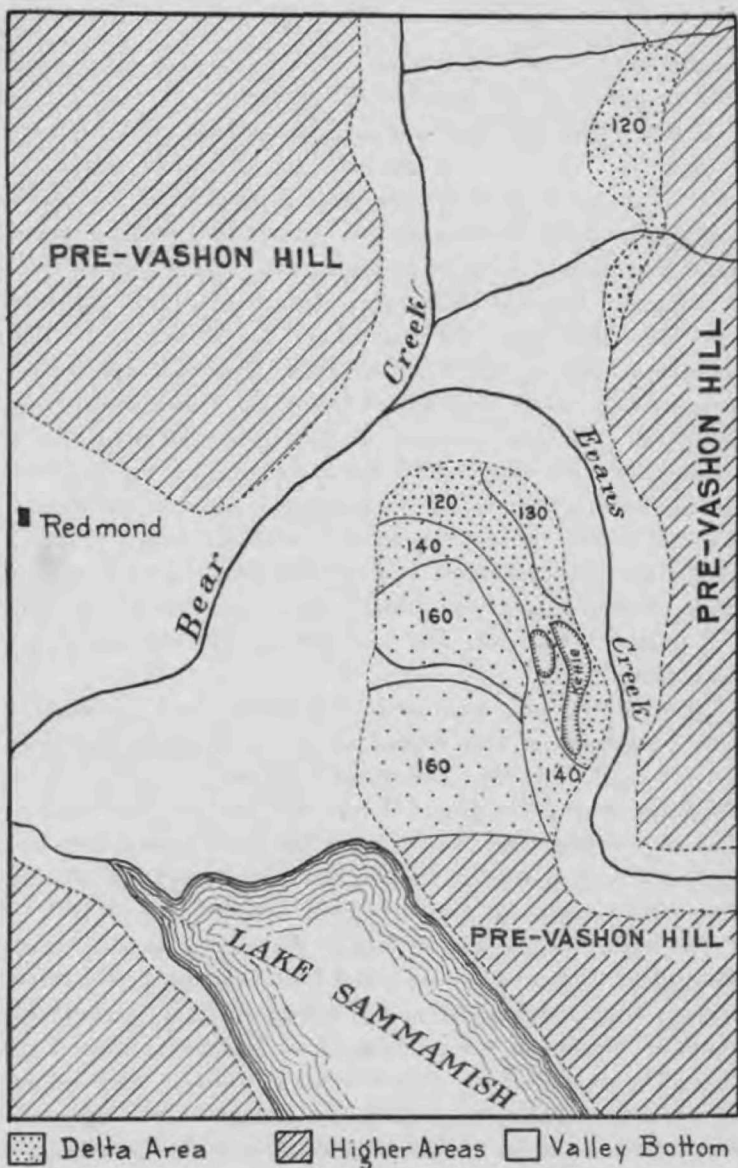 120
PRE-VASHON HILL
Creek
PRE-VASHON HILL
Evans
120
130
Redmond
140
Bear
160
Creek
Kettle
160
140
PRE-VASHON HILL
LAKE SAMMAMISH
Delta Area
Higher Areas
Valley Bottom